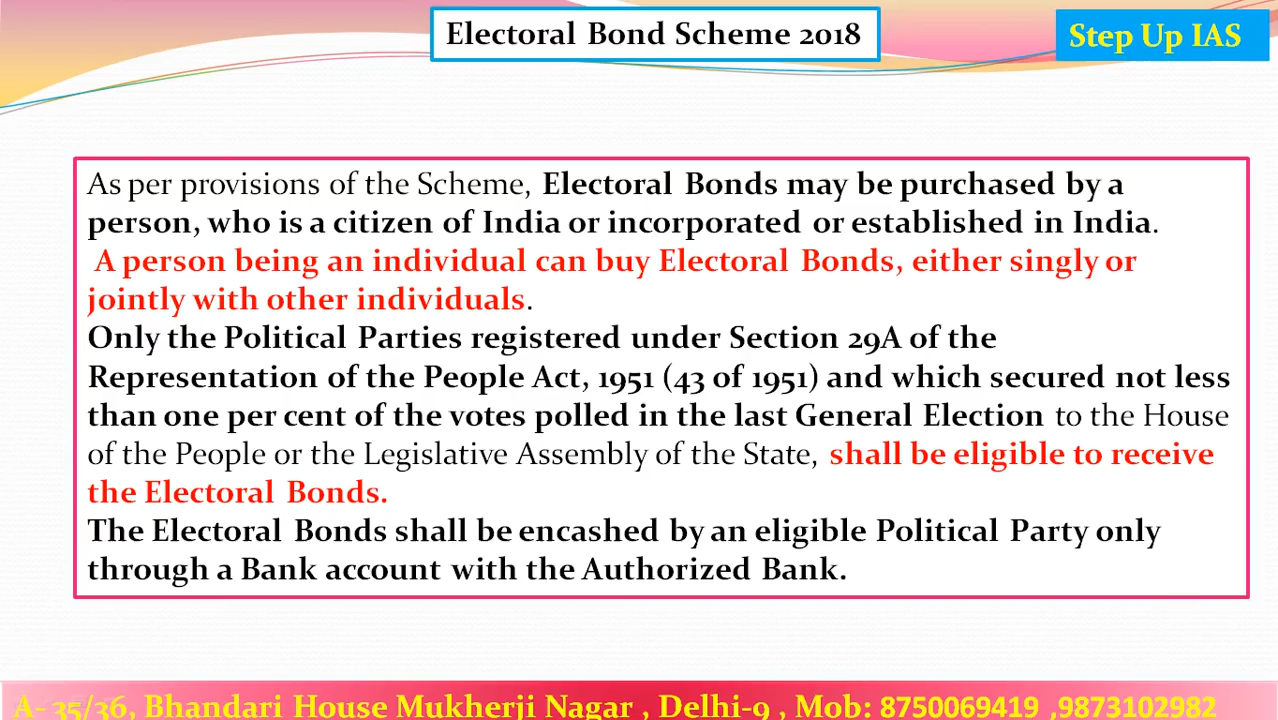 Electoral Bond Scheme 2018
Step Up IAS
As per provisions of the Scheme, Electoral Bonds may be purchased by a
person, who is a citizen of India or incorporated or established in India.
A person being an individual can buy Electoral Bonds, either singly or
jointly with other individuals.
Only the Political Parties registered under Section 29A of the
Representation of the People Act, 1951 (43 of 1951) and which secured not less
than one per cent of the votes polled in the last General Election to the House
of the People or the Legislative Assembly of the State, shall be eligible to receive
the Electoral Bonds.
The Electoral Bonds shall be encashed by an eligible Political Party only
through a Bank account with the Authorized Bank.
A- 35/36, Bhandari House Mukherji Nagar , Delhi-9 , Mob: 8750069419 ,9873102982